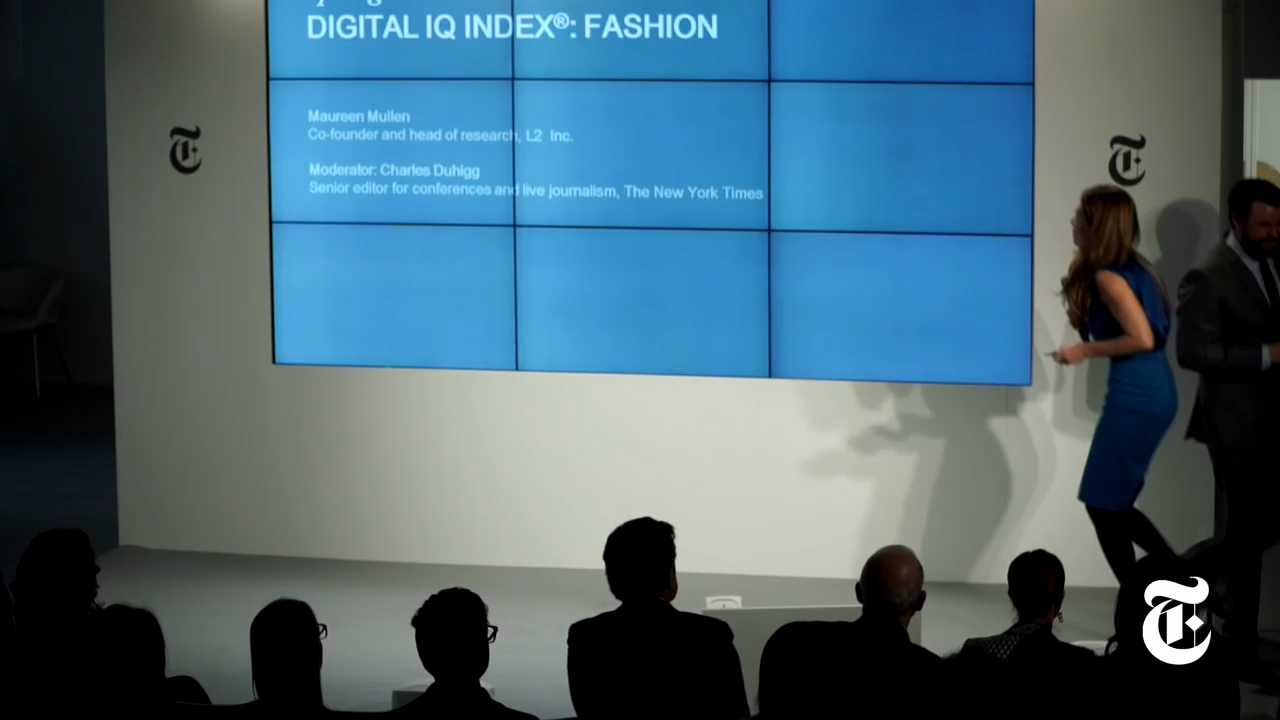 DIGITAL IQ INDEX®: FASHION
Maureen Mullen
Co-founder and head of research, L2 Inc.
Moderator: Charles Duhigg
Senior editor for conferences and live journalism, The New York Times
T
T
T